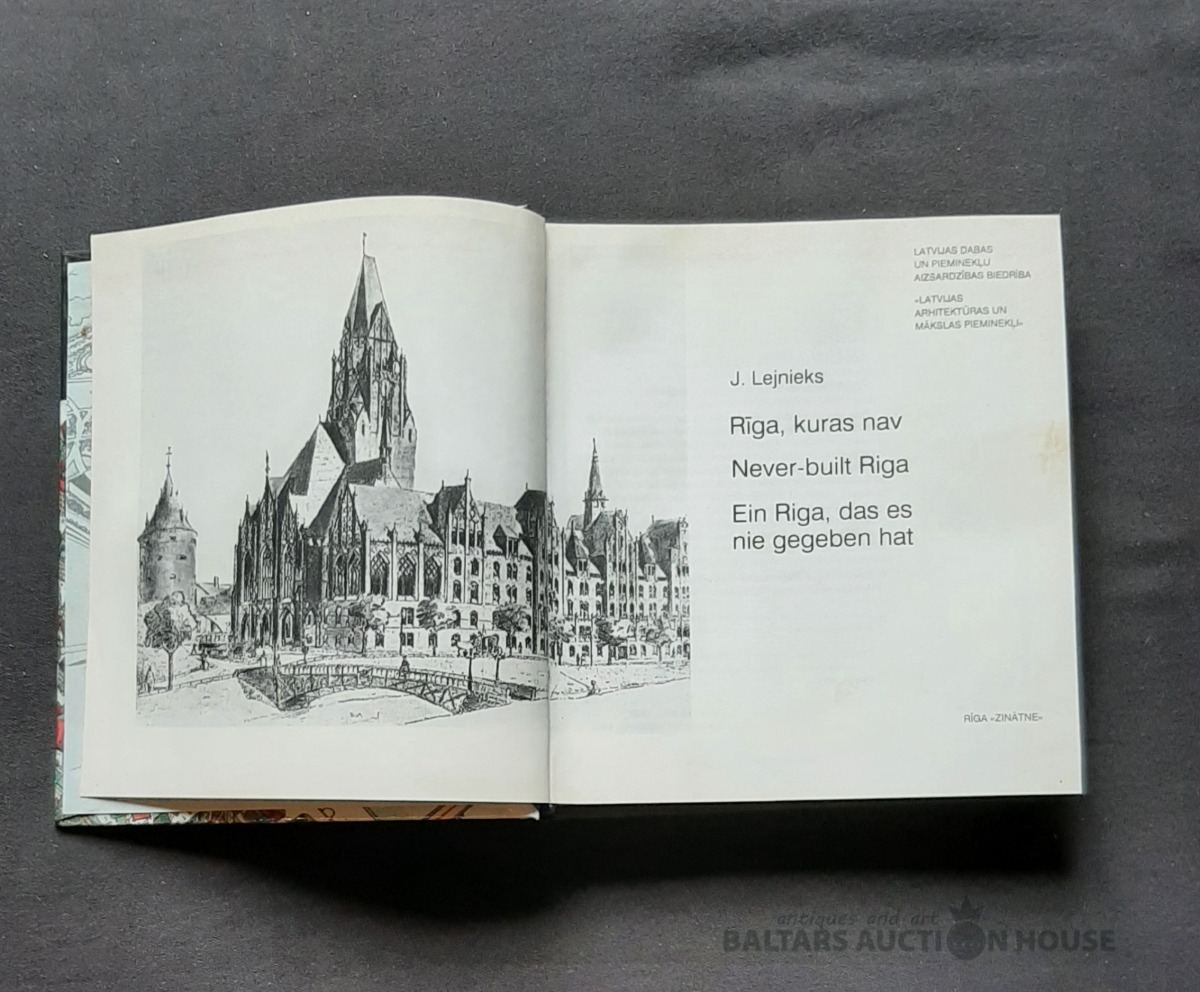 LATVIJAS DABAS
UN PIEMINEKĻU
AIZSARDZĪBAS BIEDRĪBA
«LATVIJAS
ARHITEKTŪRAS UN
MĀKSLAS PIEMINEKĻI»
J. Lejnieks
Rīga, kuras nav
Never-built Riga
Ein Riga, das es
nie gegeben hat
RĪGA «ZINĀTNE»
antiques and art
BALTARS AUCTION HOUSE